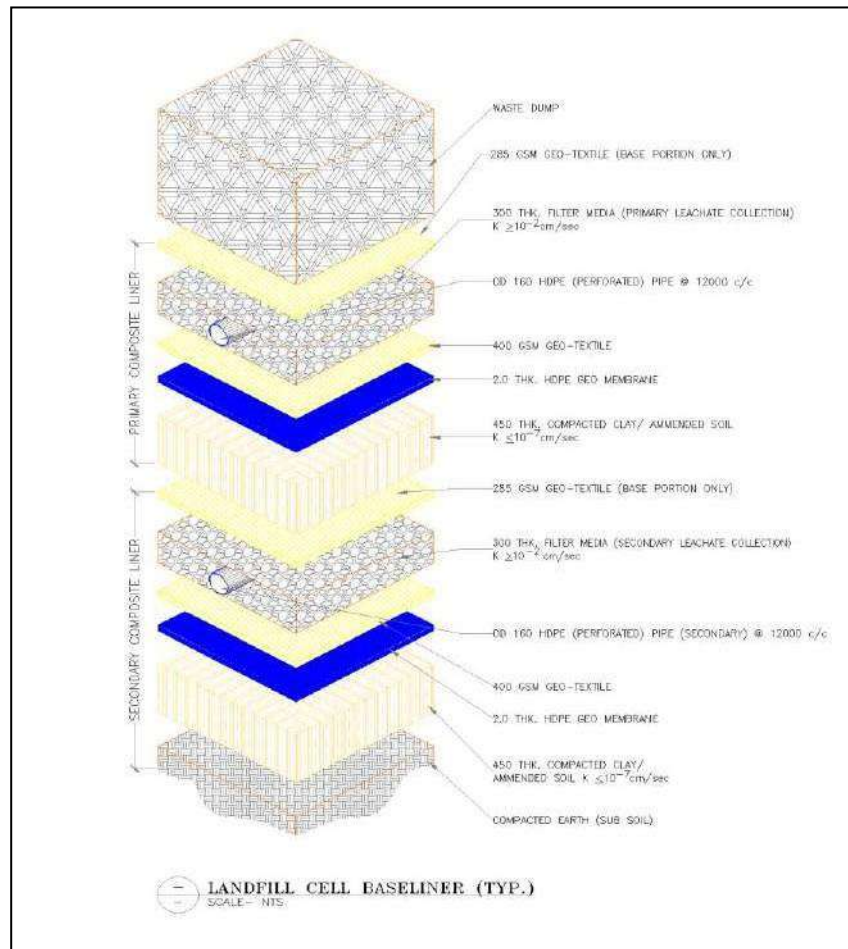 WASTE DUMP
285 GSM GEO-TEXTILE (BASE PORTION ONLY)
300 THK. FILTER MEDIA (PRIMARY LEACHATE COLLECTION)
K ≥10⁻²cm/sec
OD 160 HDPE (PERFORATED) PIPE @ 12000 c/c
400 GSM GEO-TEXTILE
2.0 THK. HDPE GEO MEMBRANE
450 THK. COMPACTED CLAY/ AMMENDED SOIL
K ≤10⁻⁷cm/sec
PRIMARY COMPOSITE LINER
285 GSM GEO-TEXTILE (BASE PORTION ONLY)
300 THK. FILTER MEDIA (SECONDARY LEACHATE COLLECTION)
K ≥10⁻²cm/sec
OD 160 HDPE (PERFORATED) PIPE (SECONDARY) @ 12000 c/c
400 GSM GEO-TEXTILE
2.0 THK. HDPE GEO MEMBRANE
450 THK. COMPACTED CLAY/
AMMENDED SOIL K ≤10⁻⁷cm/sec
SECONDARY COMPOSITE LINER
COMPACTED EARTH (SUB SOIL)
LANDFILL CELL BASELINER (TYP.)
SCALE- NTS